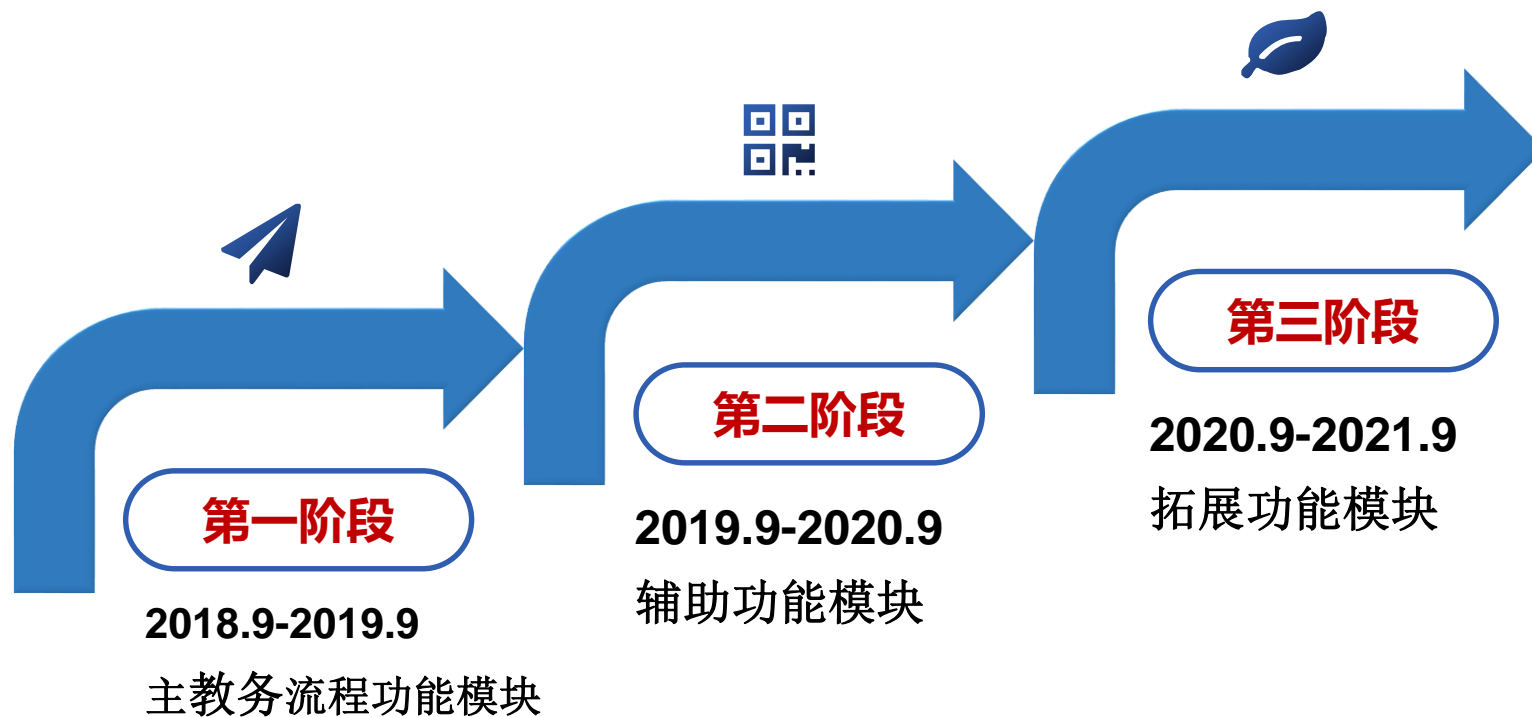 第一阶段
2018.9-2019.9
主教务流程功能模块
第二阶段
2019.9-2020.9
辅助功能模块
第三阶段
2020.9-2021.9
拓展功能模块